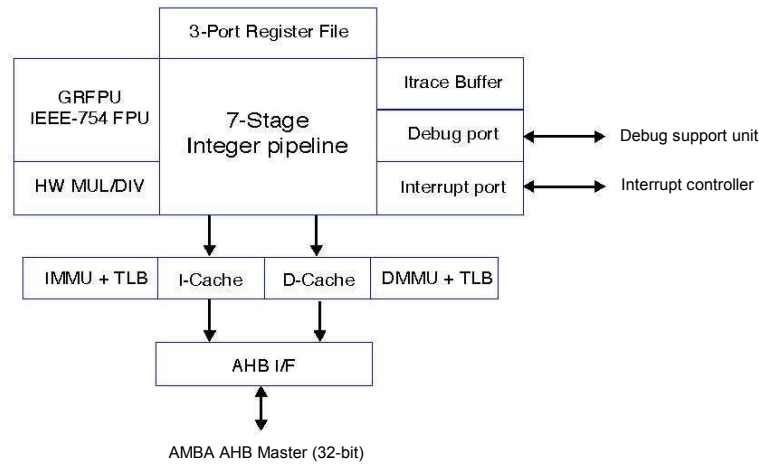 3-Port Register File
GRFPU
IEEE-754 FPU
7-Stage
Integer pipeline
Itrace Buffer
Debug port
Debug support unit
HW MUL/DIV
Interrupt port
Interrupt controller
IMMU + TLB
I-Cache
D-Cache
DMMU + TLB
AHB I/F
AMBA AHB Master (32-bit)